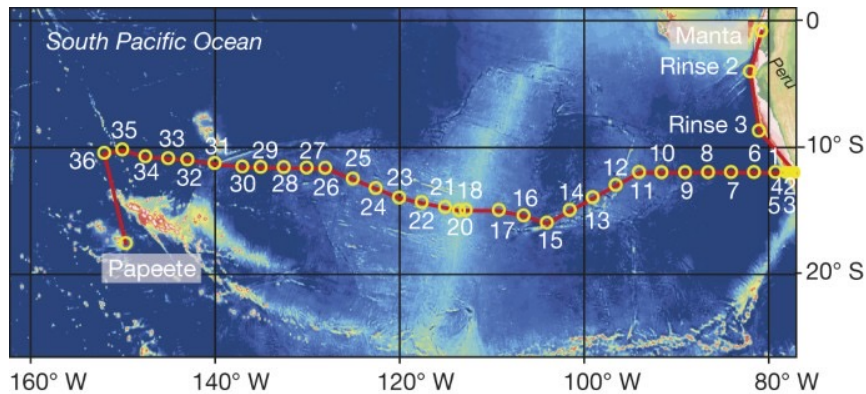 South Pacific Ocean
Manta
0
Rinse 2
Peru
Rinse 3
10° S
36 35 34 33 32 31 30 29 28 27 26 25 24 23 22 21 20 18 17 16 15 14 13 12 11 10 9 8 7 6 1
42
53
Papeete
20° S
160° W 140° W 120° W 100° W 80° W